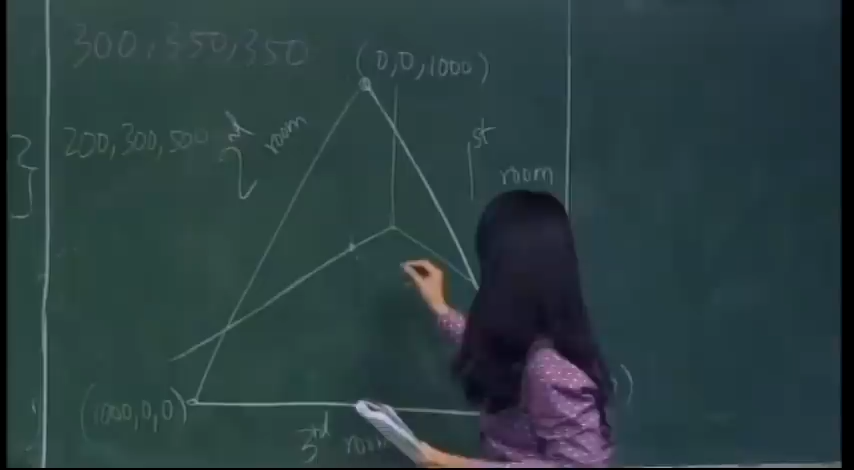 300,350,350
(0,0,1000)
200,300,500
2nd room
1st room
(1000,0,0)
3rd room
)